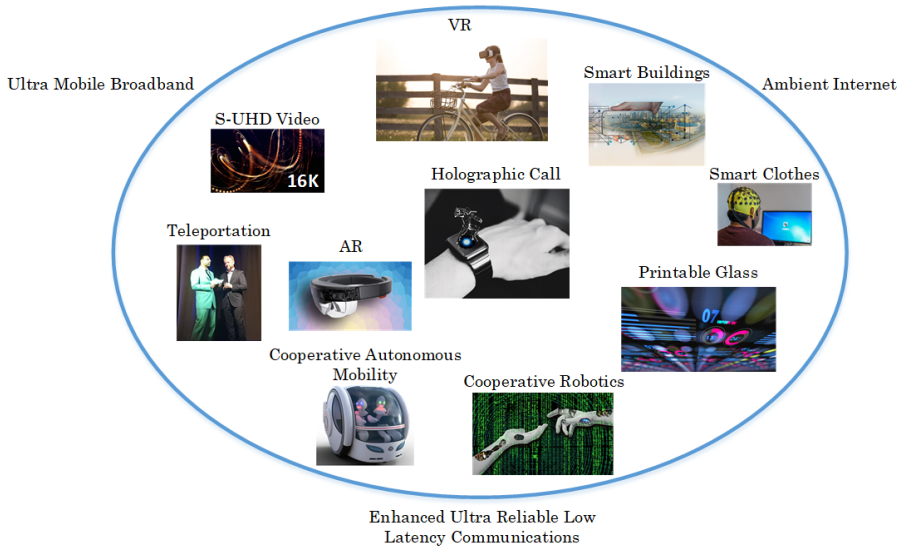 VR
Ultra Mobile Broadband
Smart Buildings
Ambient Internet
S-UHD Video
16K
Holographic Call
Smart Clothes
Teleportation
AR
Printable Glass
07
Cooperative Autonomous
Mobility
Cooperative Robotics
Enhanced Ultra Reliable Low
Latency Communications